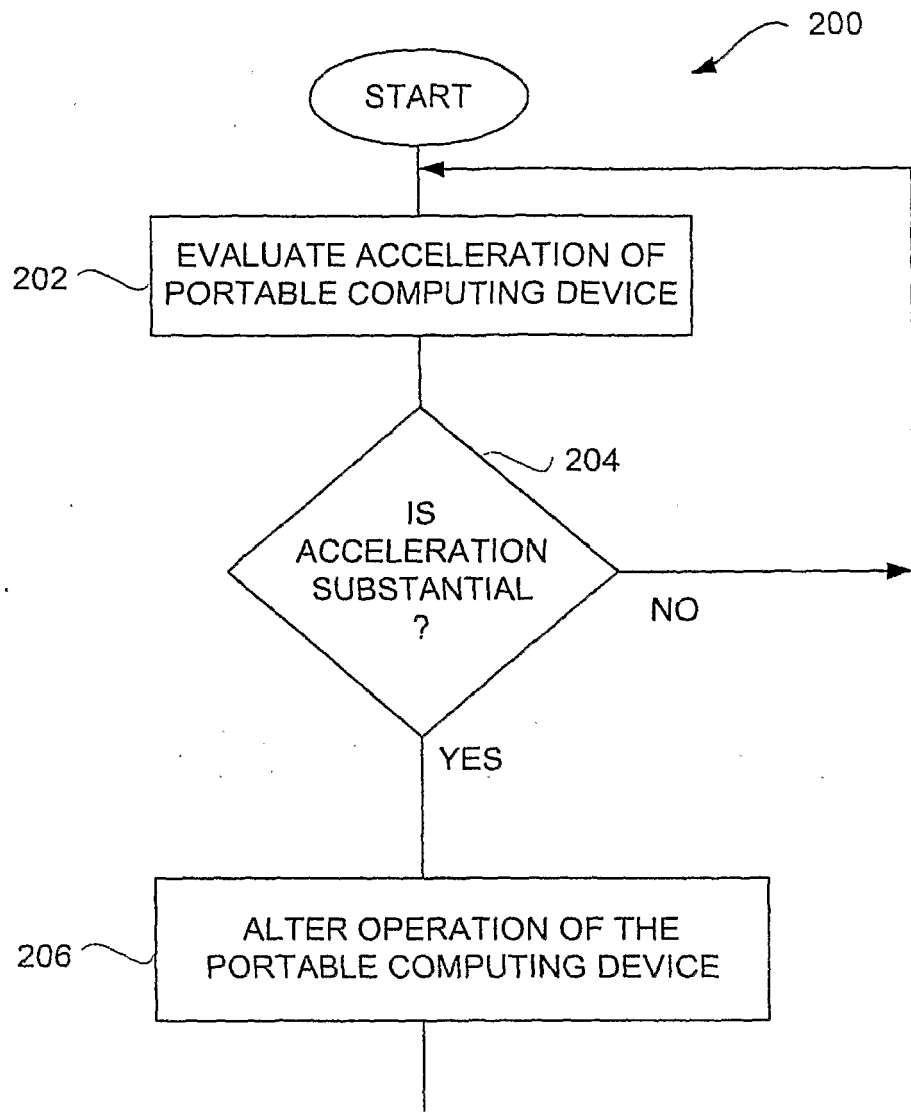 200
START
202
EVALUATE ACCELERATION OF
PORTABLE COMPUTING DEVICE
204
IS
ACCELERATION
SUBSTANTIAL
?
NO
YES
206
ALTER OPERATION OF THE
PORTABLE COMPUTING DEVICE